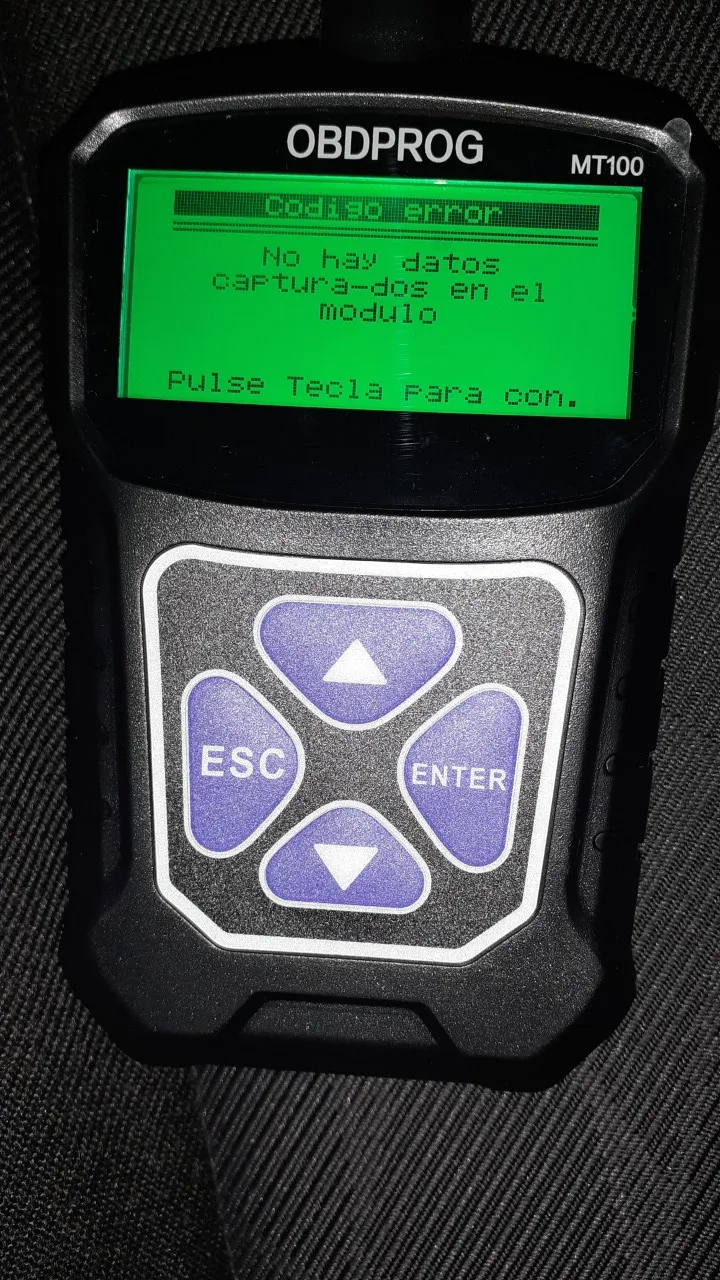 OBDPROG
MT100
Codigo error
No hay datos
captura-dos en el
modulo
Pulse Tecla para con.
ESC
ENTER